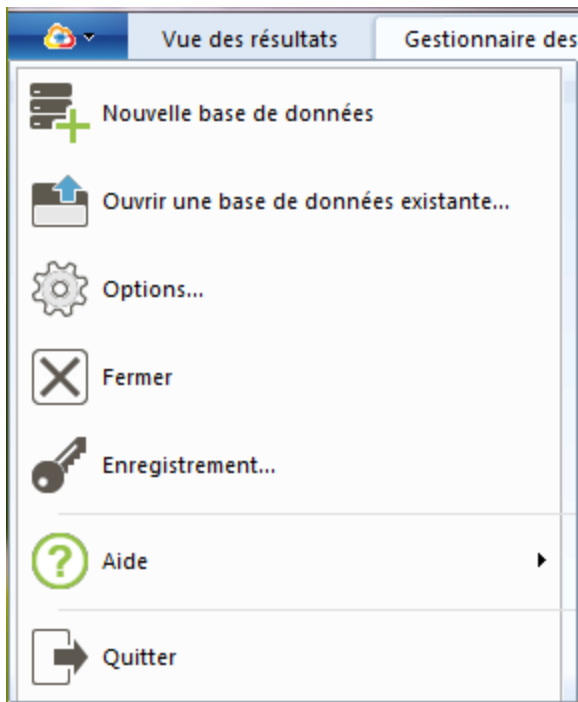 Vue des résultats
Gestionnaire des
Nouvelle base de données
Ouvrir une base de données existante...
Options...
Fermer
Enregistrement...
Aide
Quitter